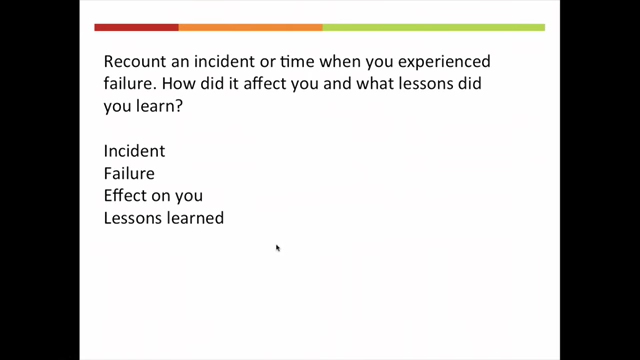 Recount an incident or time when you experienced
failure. How did it affect you and what lessons did
you learn?
Incident
Failure
Effect on you
Lessons learned